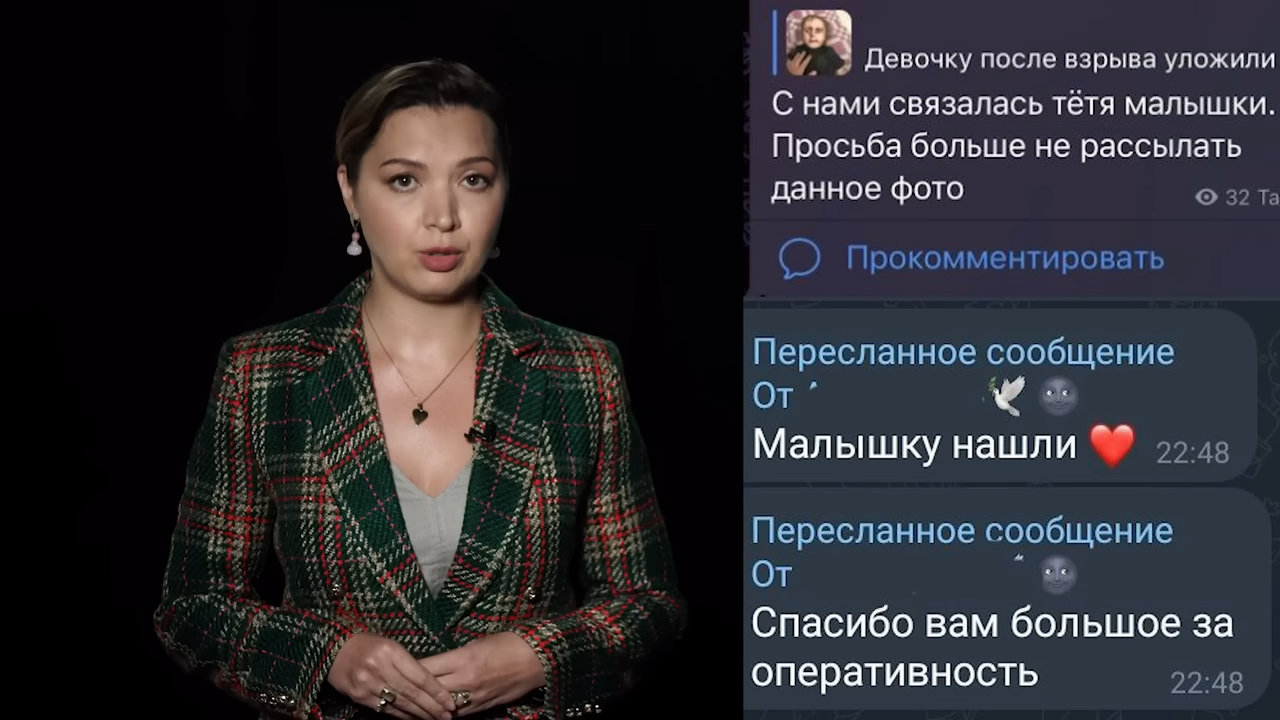 Девочку после взрыва уложили
С нами связалась тётя малышки.
Просьба больше не рассылать
данное фото
32 Та
Прокомментировать
Пересланное сообщение
От
Малышку нашли ❤️ 22:48
Пересланное сообщение
От
Спасибо вам большое за
оперативность 22:48